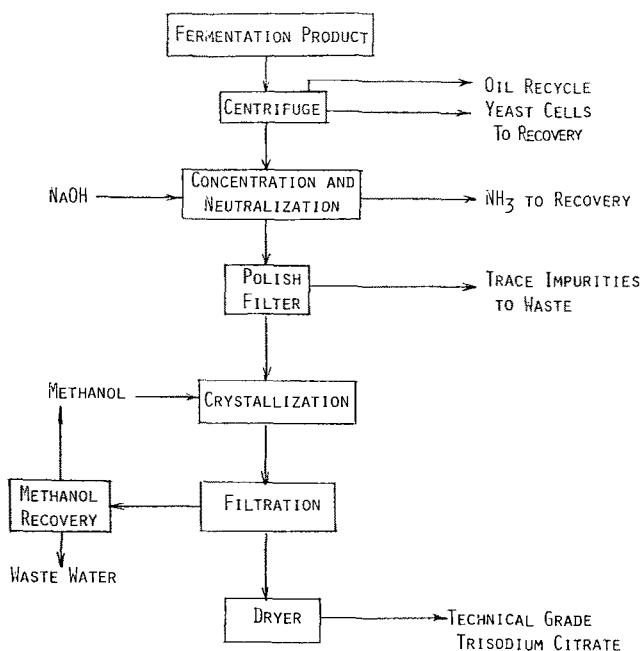 FERMENTATION PRODUCT
OIL RECYCLE
CENTRIFUGE
YEAST CELLS
TO RECOVERY
NAOH
CONCENTRATION AND
NEUTRALIZATION
NH3 TO RECOVERY
POLISH
FILTER
TRACE IMPURITIES
TO WASTE
METHANOL
CRYSTALLIZATION
METHANOL
RECOVERY
FILTRATION
WASTE WATER
DRYER
TECHNICAL GRADE
TRISODIUM CITRATE